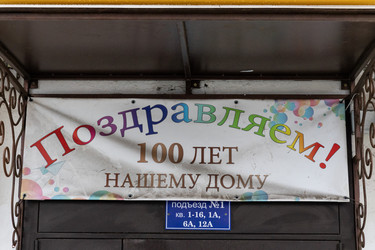 Поздравляем!
100 ЛЕТ
НАШЕМУ ДОМУ
подъезд №1
кв. 1-16, 1А,
6А, 12А